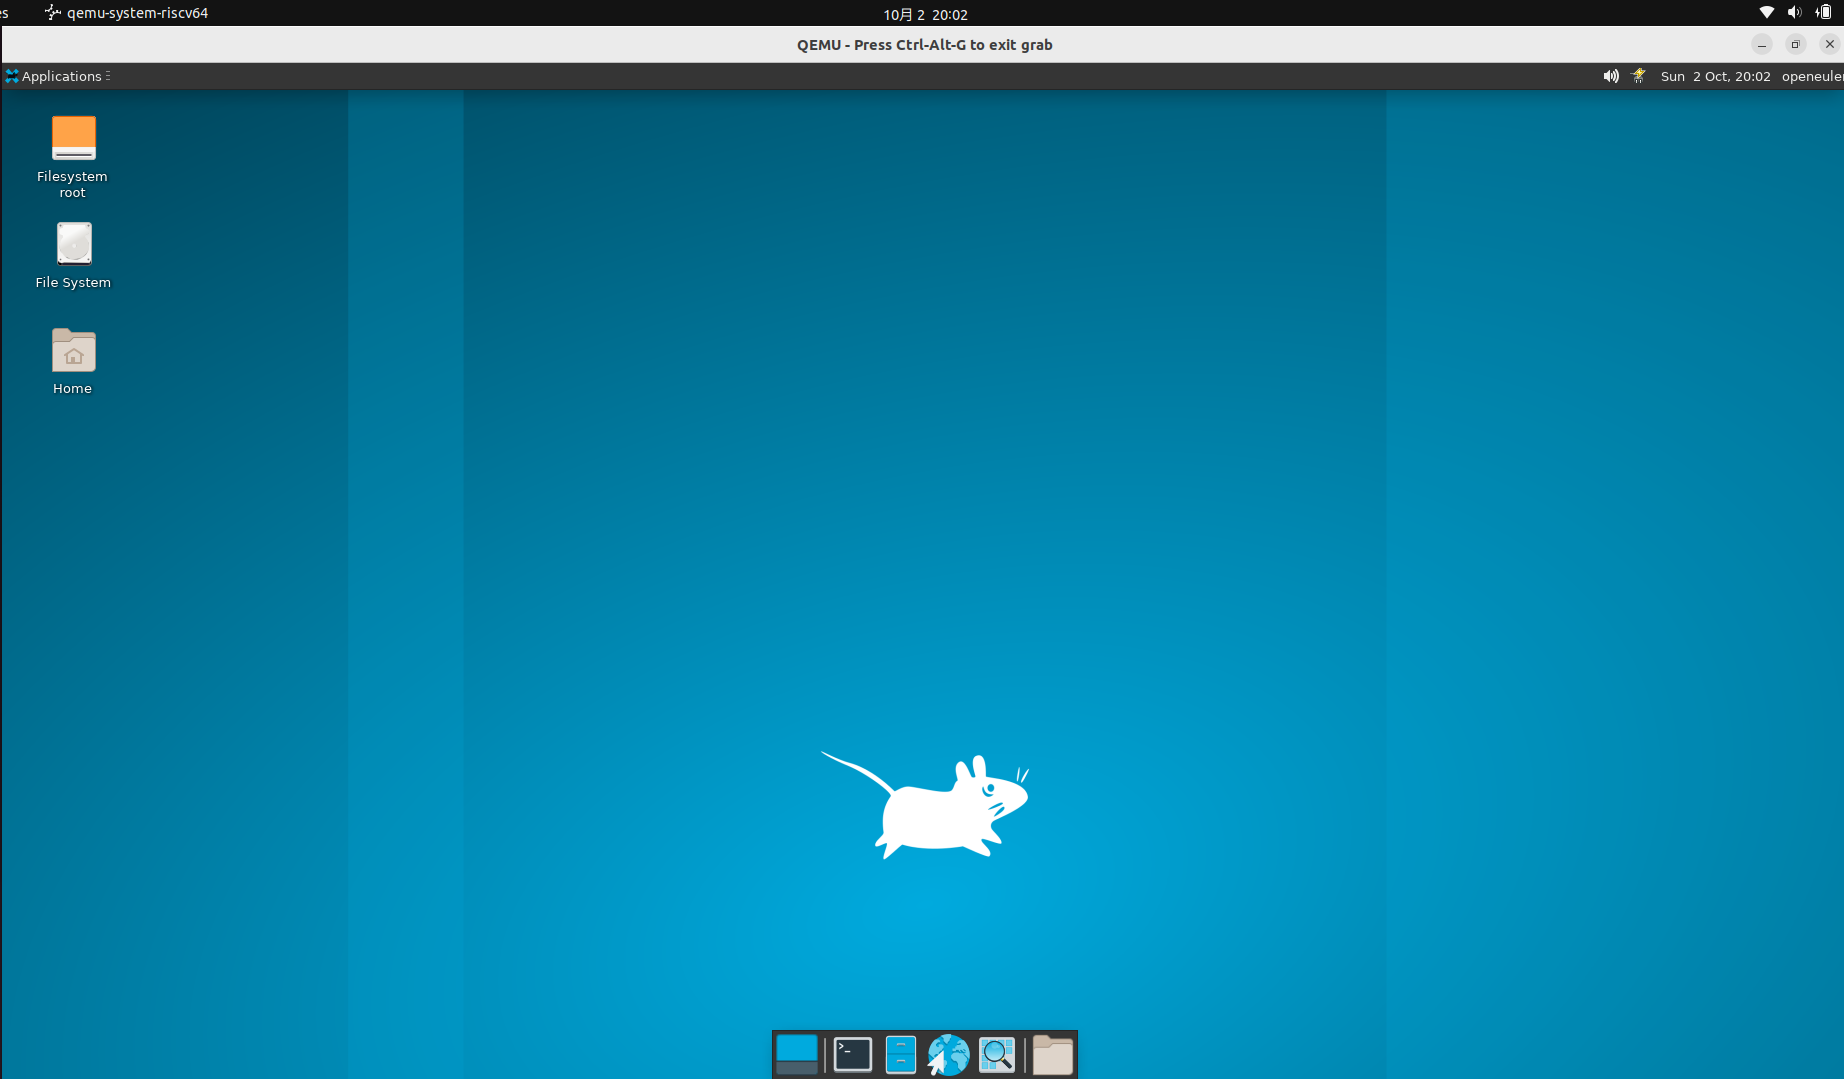 es qemu-system-riscv64 10月 2 20:02
QEMU - Press Ctrl-Alt-G to exit grab
Applications Sun 2 Oct, 20:02 openeuler
Filesystem
root
File System
Home